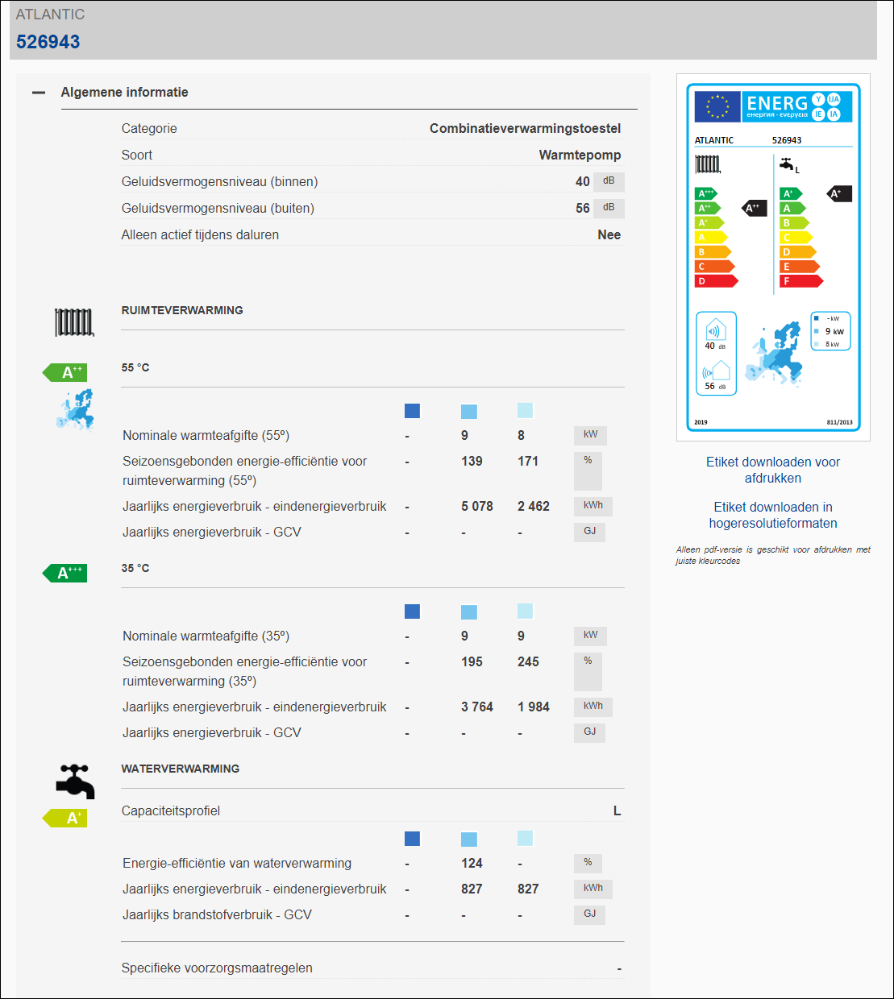 ATLANTIC
526943
Algemene informatie
Categorie Combinatieverwarmingstoestel
Soort Warmtepomp
Geluidsvermogensniveau (binnen) 40 dB
Geluidsvermogensniveau (buiten) 56 dB
Alleen actief tijdens daluren Nee
RUIMTEVERWARMING
A++ 55 °C
Nominale warmteafgifte (55º) - 9 8 kW
Seizoensgebonden energie-efficiëntie voor ruimteverwarming (55º) - 139 171 %
Jaarlijks energieverbruik - eindenergieverbruik - 5 078 2 462 kWh
Jaarlijks energieverbruik - GCV - - - GJ
A+++ 35 °C
Nominale warmteafgifte (35º) - 9 9 kW
Seizoensgebonden energie-efficiëntie voor ruimteverwarming (35º) - 195 245 %
Jaarlijks energieverbruik - eindenergieverbruik - 3 764 1 984 kWh
Jaarlijks energieverbruik - GCV - - - GJ
WATERVERWARMING
A+
Capaciteitsprofiel L
Energie-efficiëntie van waterverwarming - 124 - %
Jaarlijks energieverbruik - eindenergieverbruik - 827 827 kWh
Jaarlijks brandstofverbruik - GCV - - - GJ
Specifieke voorzorgsmaatregelen -
ENERG Y IJA
енергия · ενεργεια IE IA
ATLANTIC 526943
L
A+++ A+ A+
A++ A++ A
A+ B
A C
B D
C E
D F
- kW
9 kW
8 kW
40 dB
56 dB
2019 811/2013
Etiket downloaden voor
afdrukken
Etiket downloaden in
hogeresolutieformaten
Alleen pdf-versie is geschikt voor afdrukken met
juiste kleurcodes